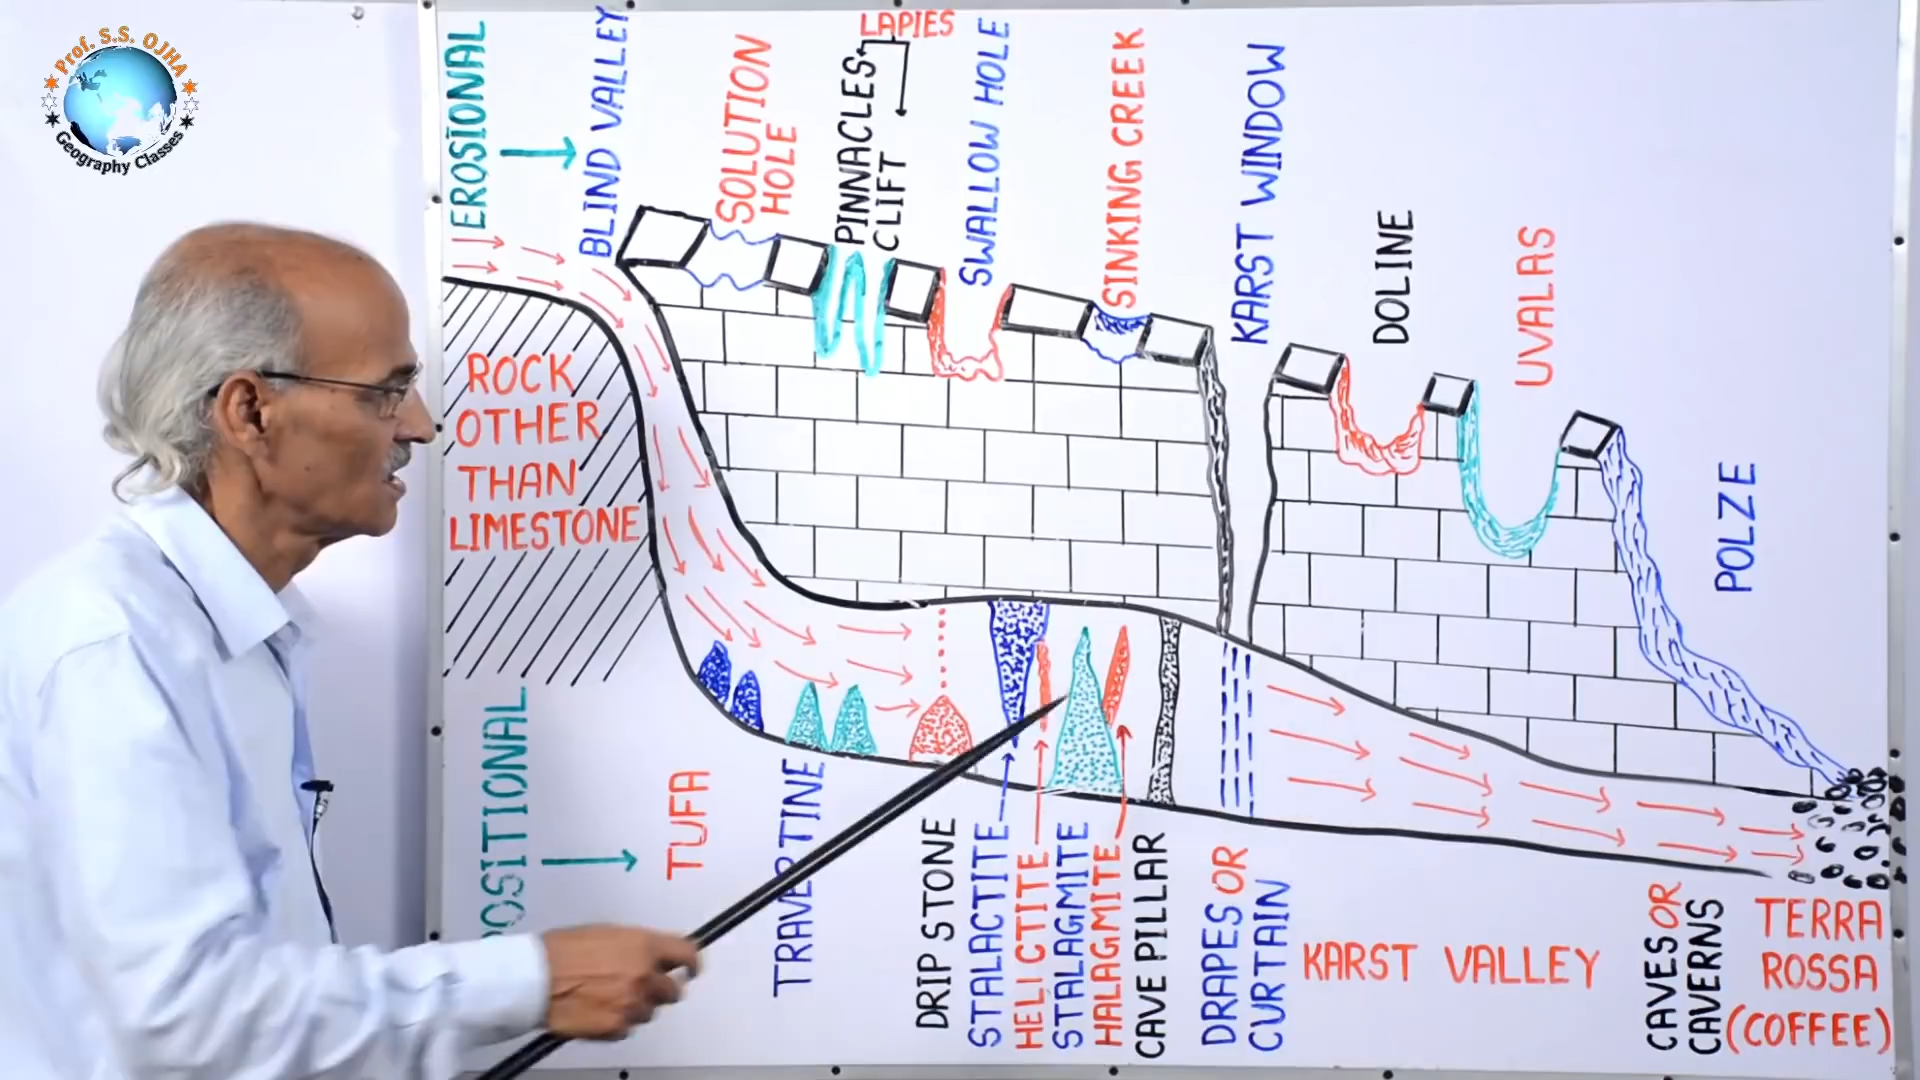 Prof. S.S. OJHA
Geography Classes
EROSIONAL
BLIND VALLEY
SOLUTION
HOLE
LAPIES
PINNACLES
CLIFT
SWALLOW HOLE
SINKING CREEK
KARST WINDOW
DOLINE
UVALAS
POLZE
ROCK
OTHER
THAN
LIMESTONE
TUFA
TRAVERTINE
DRIP STONE
STALACTITE
HELICTITE
STALAGMITE
HALAGMITE
CAVE PILLAR
DRAPES OR
CURTAIN
KARST VALLEY
CAVES OR
CAVERNS
TERRA
ROSSA
(COFFEE)